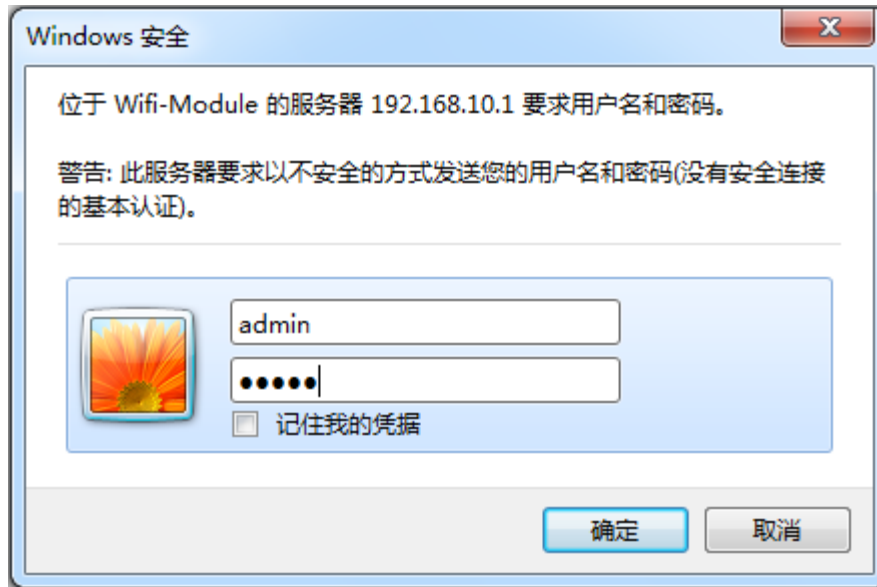 Windows 安全
位于 Wifi-Module 的服务器 192.168.10.1 要求用户名和密码。
警告: 此服务器要求以不安全的方式发送您的用户名和密码(没有安全连接
的基本认证)。
admin
●●●●●
记住我的凭据
确定
取消